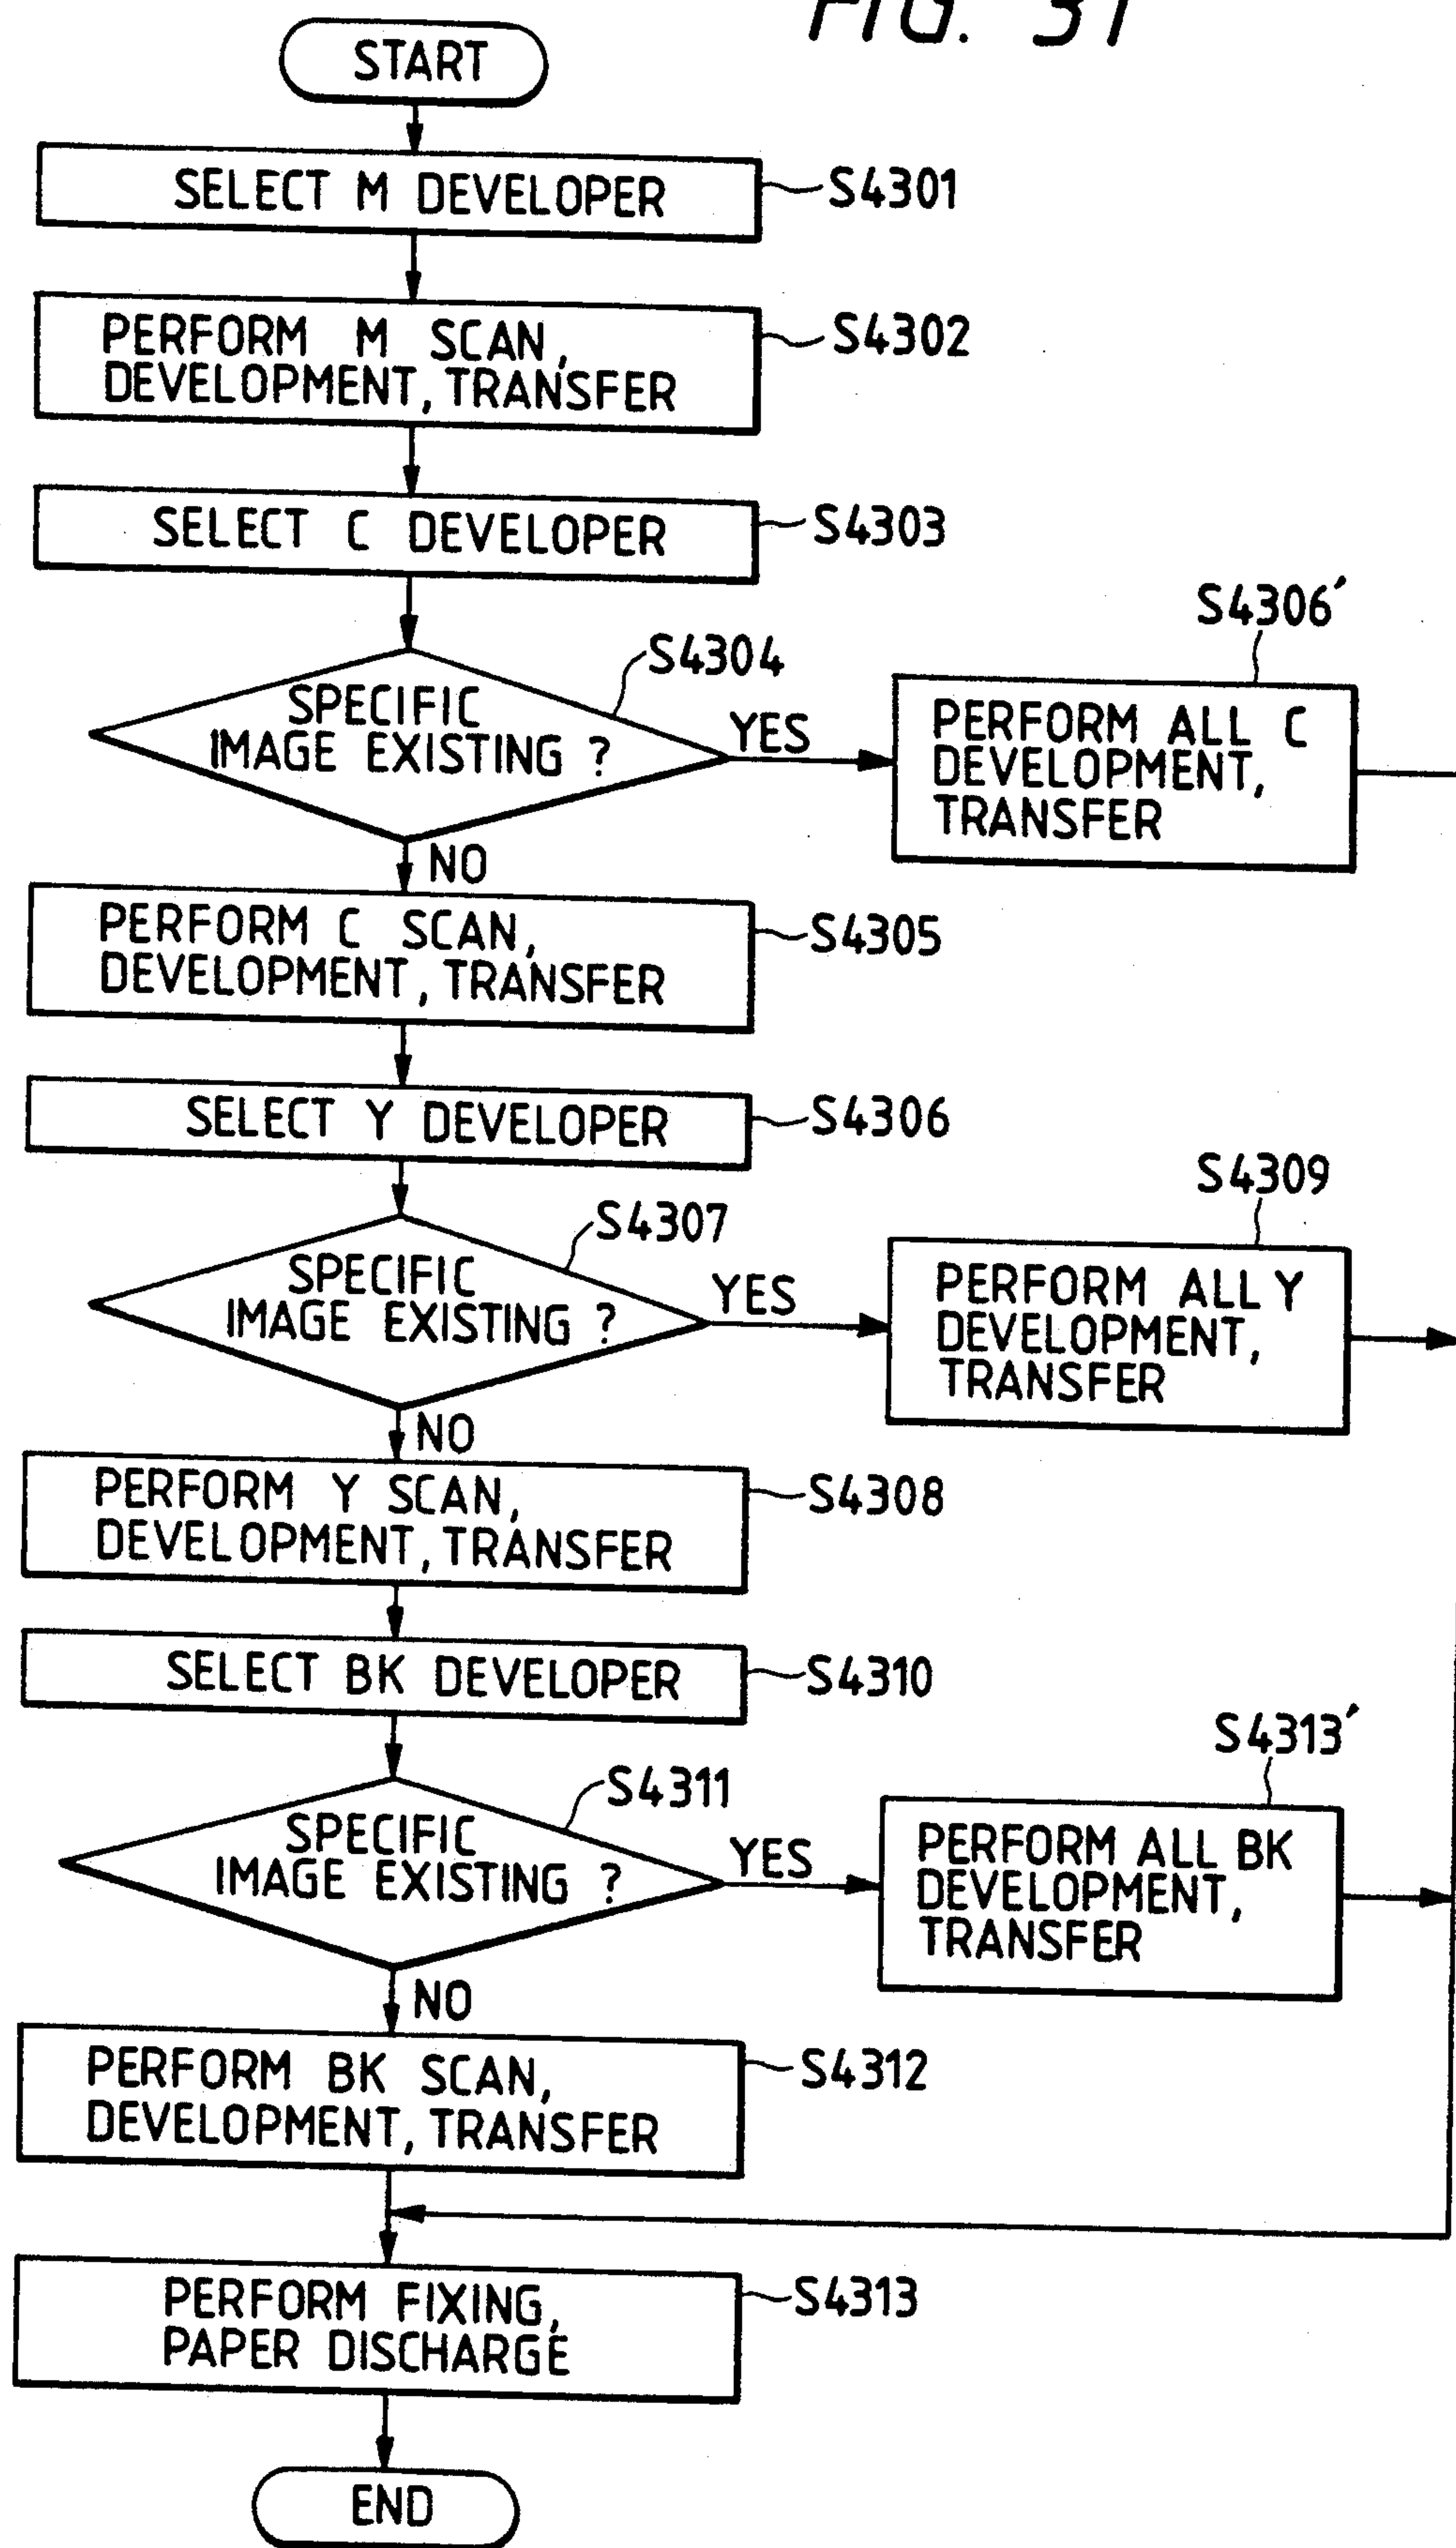 FIG. 31
START
SELECT M DEVELOPER
S4301
PERFORM M SCAN,
DEVELOPMENT, TRANSFER
S4302
SELECT C DEVELOPER
S4303
S4304
SPECIFIC
IMAGE EXISTING ?
YES
S4306'
PERFORM ALL C
DEVELOPMENT,
TRANSFER
NO
PERFORM C SCAN,
DEVELOPMENT, TRANSFER
S4305
SELECT Y DEVELOPER
S4306
S4307
SPECIFIC
IMAGE EXISTING ?
YES
S4309
PERFORM ALL Y
DEVELOPMENT,
TRANSFER
NO
PERFORM Y SCAN,
DEVELOPMENT, TRANSFER
S4308
SELECT BK DEVELOPER
S4310
S4311
SPECIFIC
IMAGE EXISTING ?
YES
S4313'
PERFORM ALL BK
DEVELOPMENT,
TRANSFER
NO
PERFORM BK SCAN,
DEVELOPMENT, TRANSFER
S4312
PERFORM FIXING,
PAPER DISCHARGE
S4313
END